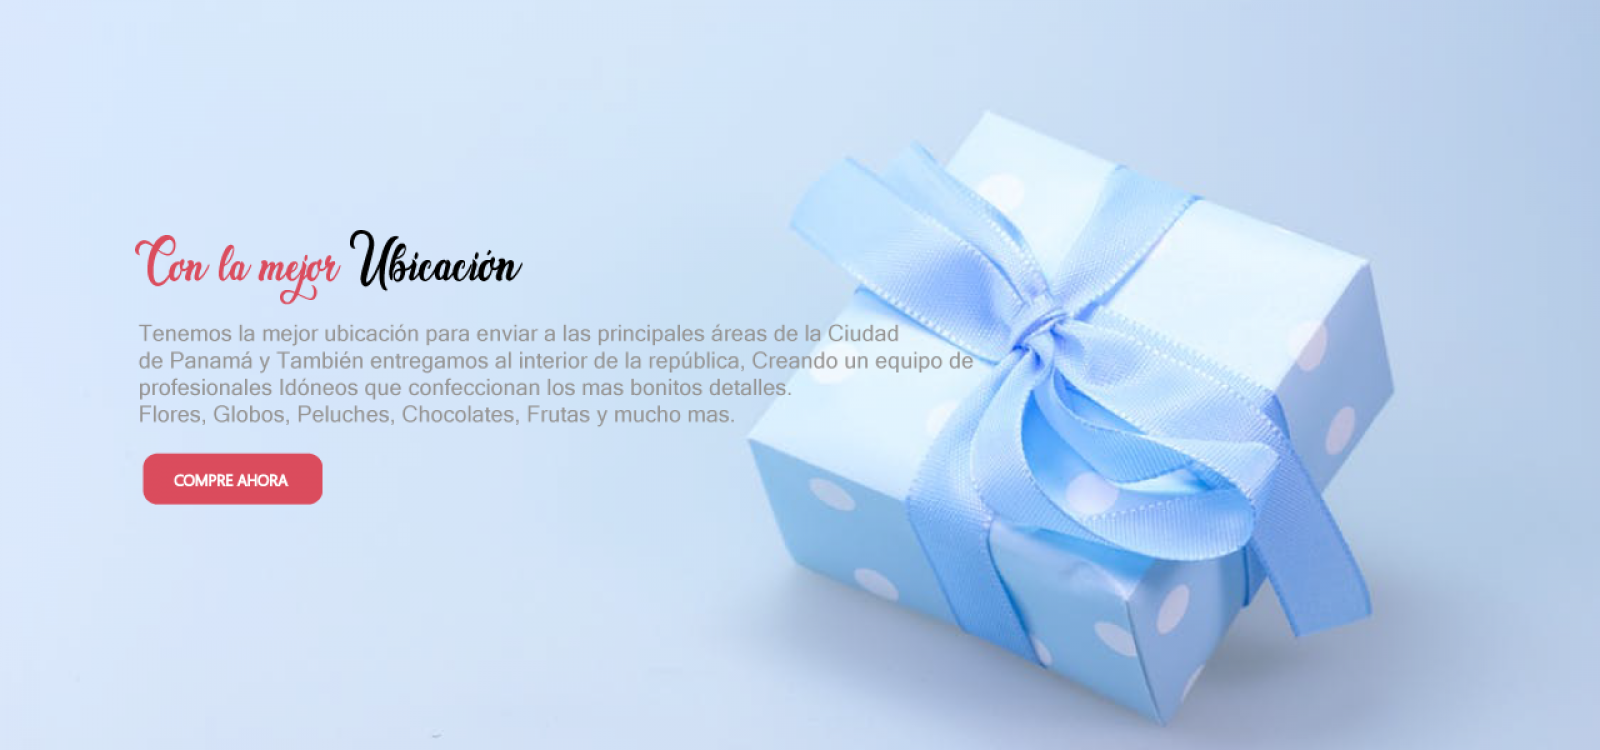 Con la mejor Ubicación
Tenemos la mejor ubicación para enviar a las principales áreas de la Ciudad
de Panamá y También entregamos al interior de la república, Creando un equipo de
profesionales Idóneos que confeccionan los mas bonitos detalles.
Flores, Globos, Peluches, Chocolates, Frutas y mucho mas.
COMPRE AHORA